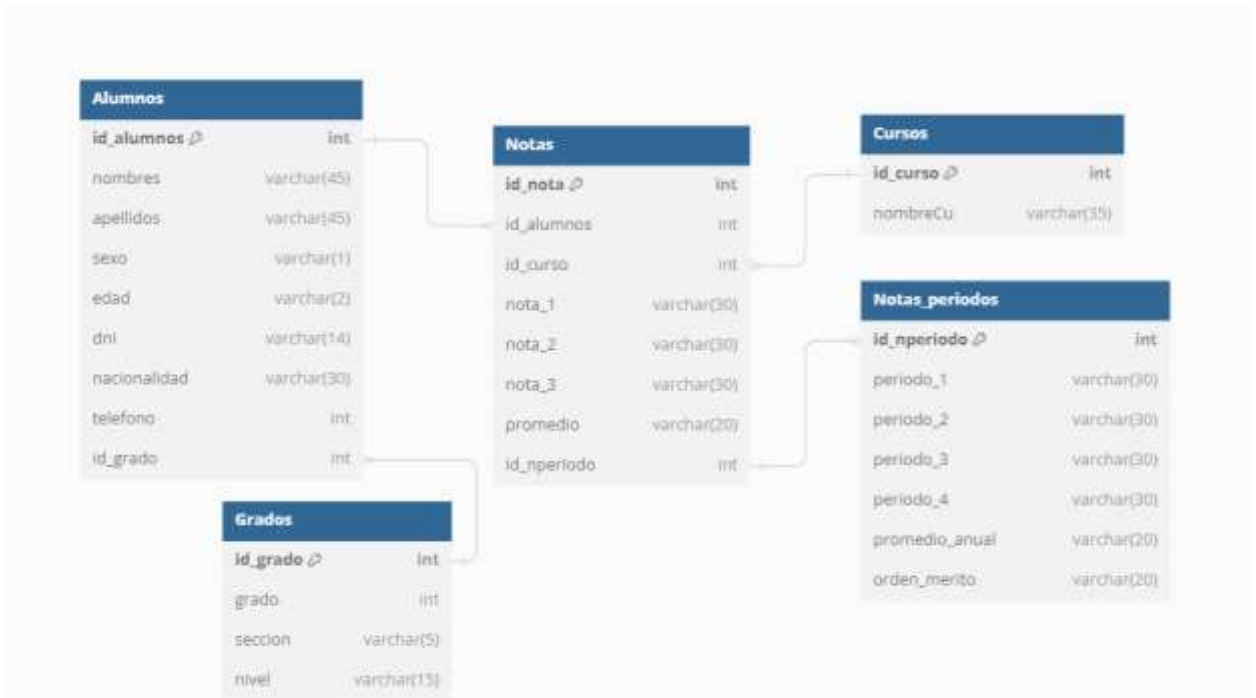 Alumnos
id_alumnos int
nombres varchar(45)
apellidos varchar(45)
sexo varchar(1)
edad varchar(2)
dni varchar(14)
nacionalidad varchar(30)
telefono int
id_grado int
Grados
id_grado int
grado int
seccion varchar(5)
nivel varchar(15)
Notas
id_nota int
id_alumnos int
id_curso int
nota_1 varchar(30)
nota_2 varchar(30)
nota_3 varchar(30)
promedio varchar(20)
id_nperiodo int
Cursos
id_curso int
nombreCu varchar(35)
Notas_periodos
id_nperiodo int
periodo_1 varchar(30)
periodo_2 varchar(30)
periodo_3 varchar(30)
periodo_4 varchar(30)
promedio_anual varchar(20)
orden_merito varchar(20)